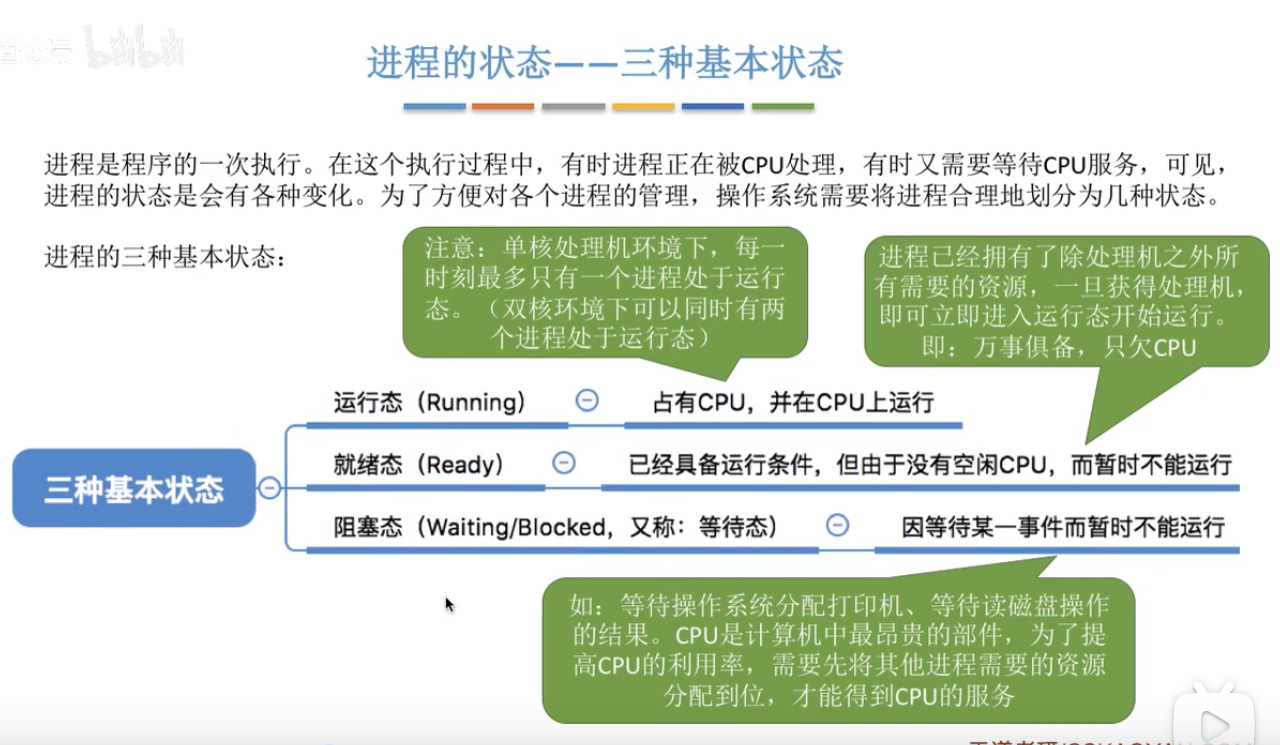 bilibili
进程的状态——三种基本状态
进程是程序的一次执行。在这个执行过程中，有时进程正在被CPU处理，有时又需要等待CPU服务，可见，
进程的状态是会有各种变化。为了方便对各个进程的管理，操作系统需要将进程合理地划分为几种状态。
进程的三种基本状态：
注意：单核处理机环境下，每一
时刻最多只有一个进程处于运行
态。（双核环境下可以同时有两
个进程处于运行态）
进程已经拥有了除处理机之外所
有需要的资源，一旦获得处理机，
即可立即进入运行态开始运行。
即：万事俱备，只欠CPU
三种基本状态
运行态（Running） 占有CPU，并在CPU上运行
就绪态（Ready） 已经具备运行条件，但由于没有空闲CPU，而暂时不能运行
阻塞态（Waiting/Blocked，又称：等待态） 因等待某一事件而暂时不能运行
如：等待操作系统分配打印机、等待读磁盘操作
的结果。CPU是计算机中最昂贵的部件，为了提
高CPU的利用率，需要先将其他进程需要的资源
分配到位，才能得到CPU的服务